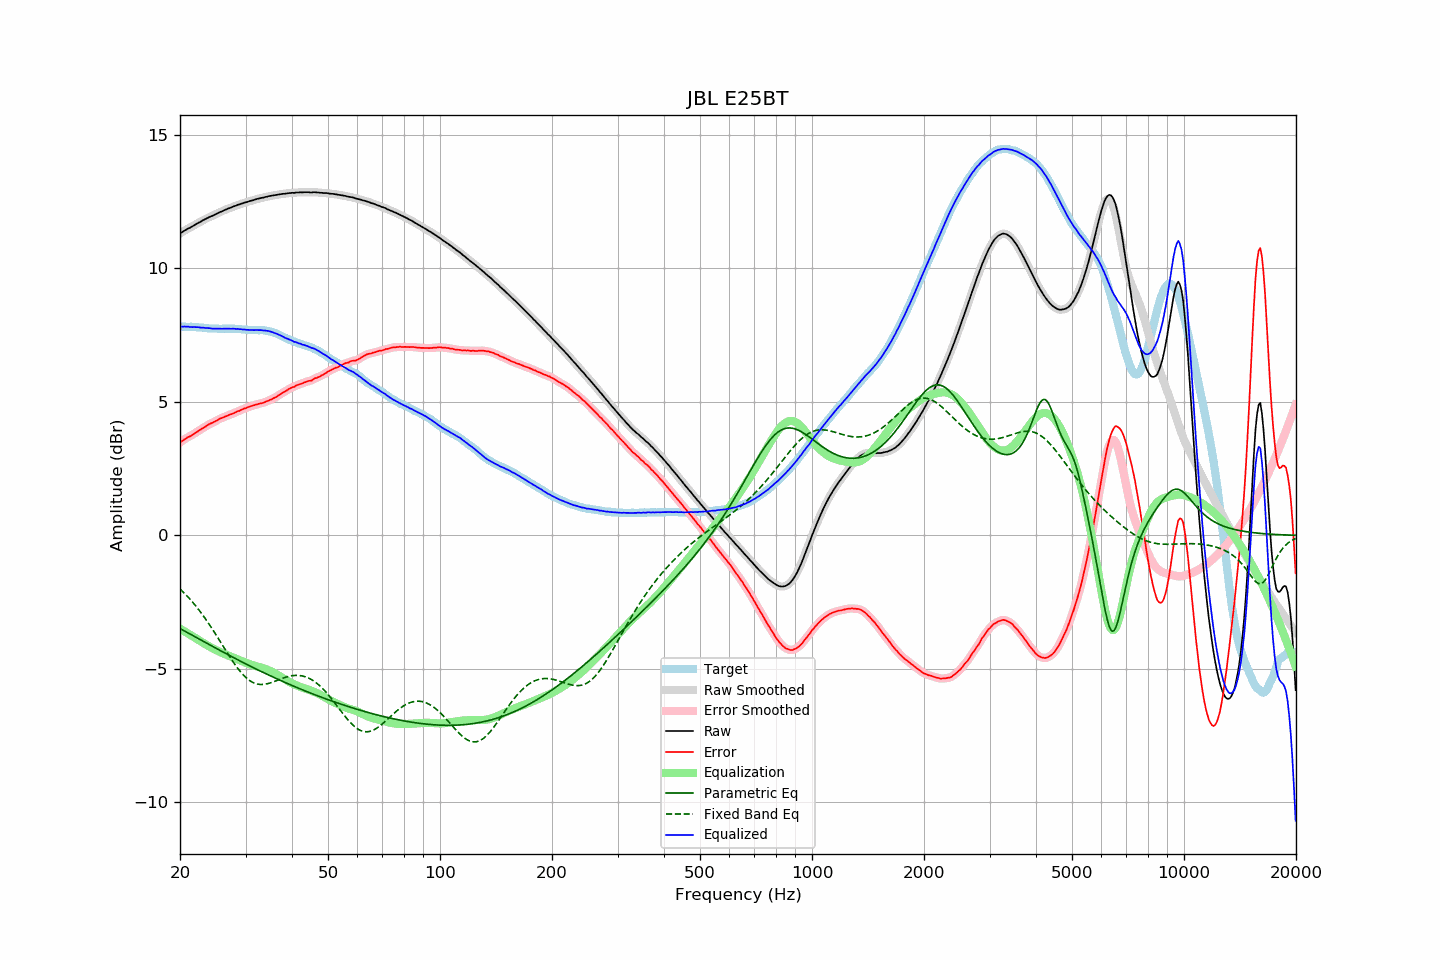 JBL E25BT
Amplitude (dBr)
15
10
5
0
−5
−10
20
50
100
200
500
1000
2000
5000
10000
20000
Frequency (Hz)
Target
Raw Smoothed
Error Smoothed
Raw
Error
Equalization
Parametric Eq
Fixed Band Eq
Equalized